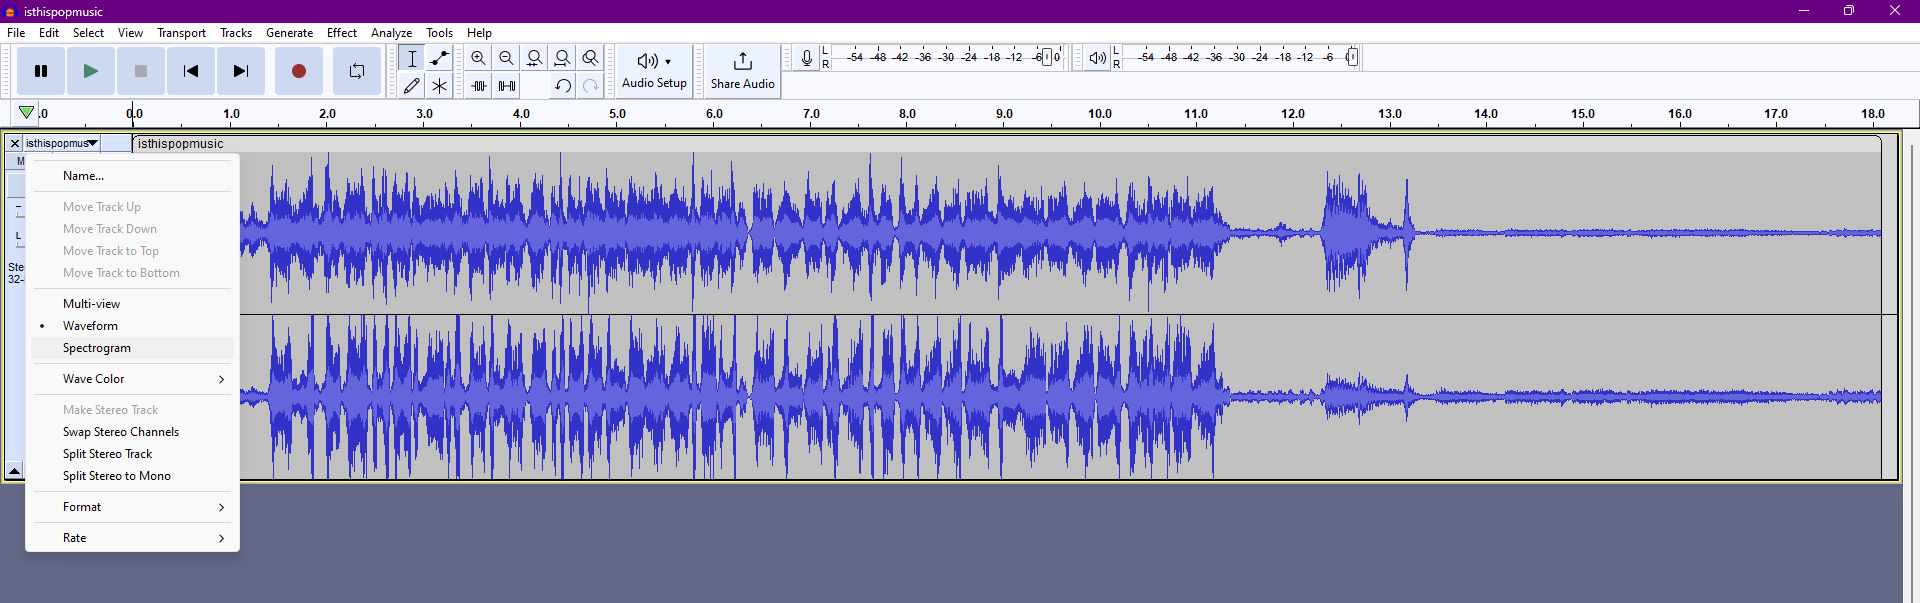 isthispopmusic
File Edit Select View Transport Tracks Generate Effect Analyze Tools Help
Audio Setup
Share Audio
L
R
-54 -48 -42 -36 -30 -24 -18 -12 -6 0
L
R
-54 -48 -42 -36 -30 -24 -18 -12 -6
.0 0.0 1.0 2.0 3.0 4.0 5.0 6.0 7.0 8.0 9.0 10.0 11.0 12.0 13.0 14.0 15.0 16.0 17.0 18.0
isthispopmus isthispopmusic
M
Name...
Move Track Up
Move Track Down
L
Move Track to Top
Ste
Move Track to Bottom
32-
Multi-view
Waveform
Spectrogram
Wave Color
Make Stereo Track
Swap Stereo Channels
Split Stereo Track
Split Stereo to Mono
Format
Rate